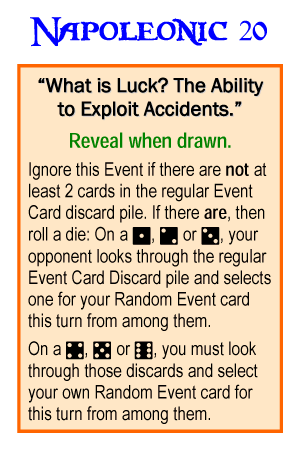 NAPOLEONIC 20
“What is Luck? The Ability
to Exploit Accidents.”
Reveal when drawn.
Ignore this Event if there are not at
least 2 cards in the regular Event
Card discard pile. If there are, then
roll a die: On a ⚀, ⚁ or ⚂, your
opponent looks through the regular
Event Card Discard pile and selects
one for your Random Event card
this turn from among them.
On a ⚃, ⚄ or ⚅, you must look
through those discards and select
your own Random Event card for
this turn from among them.